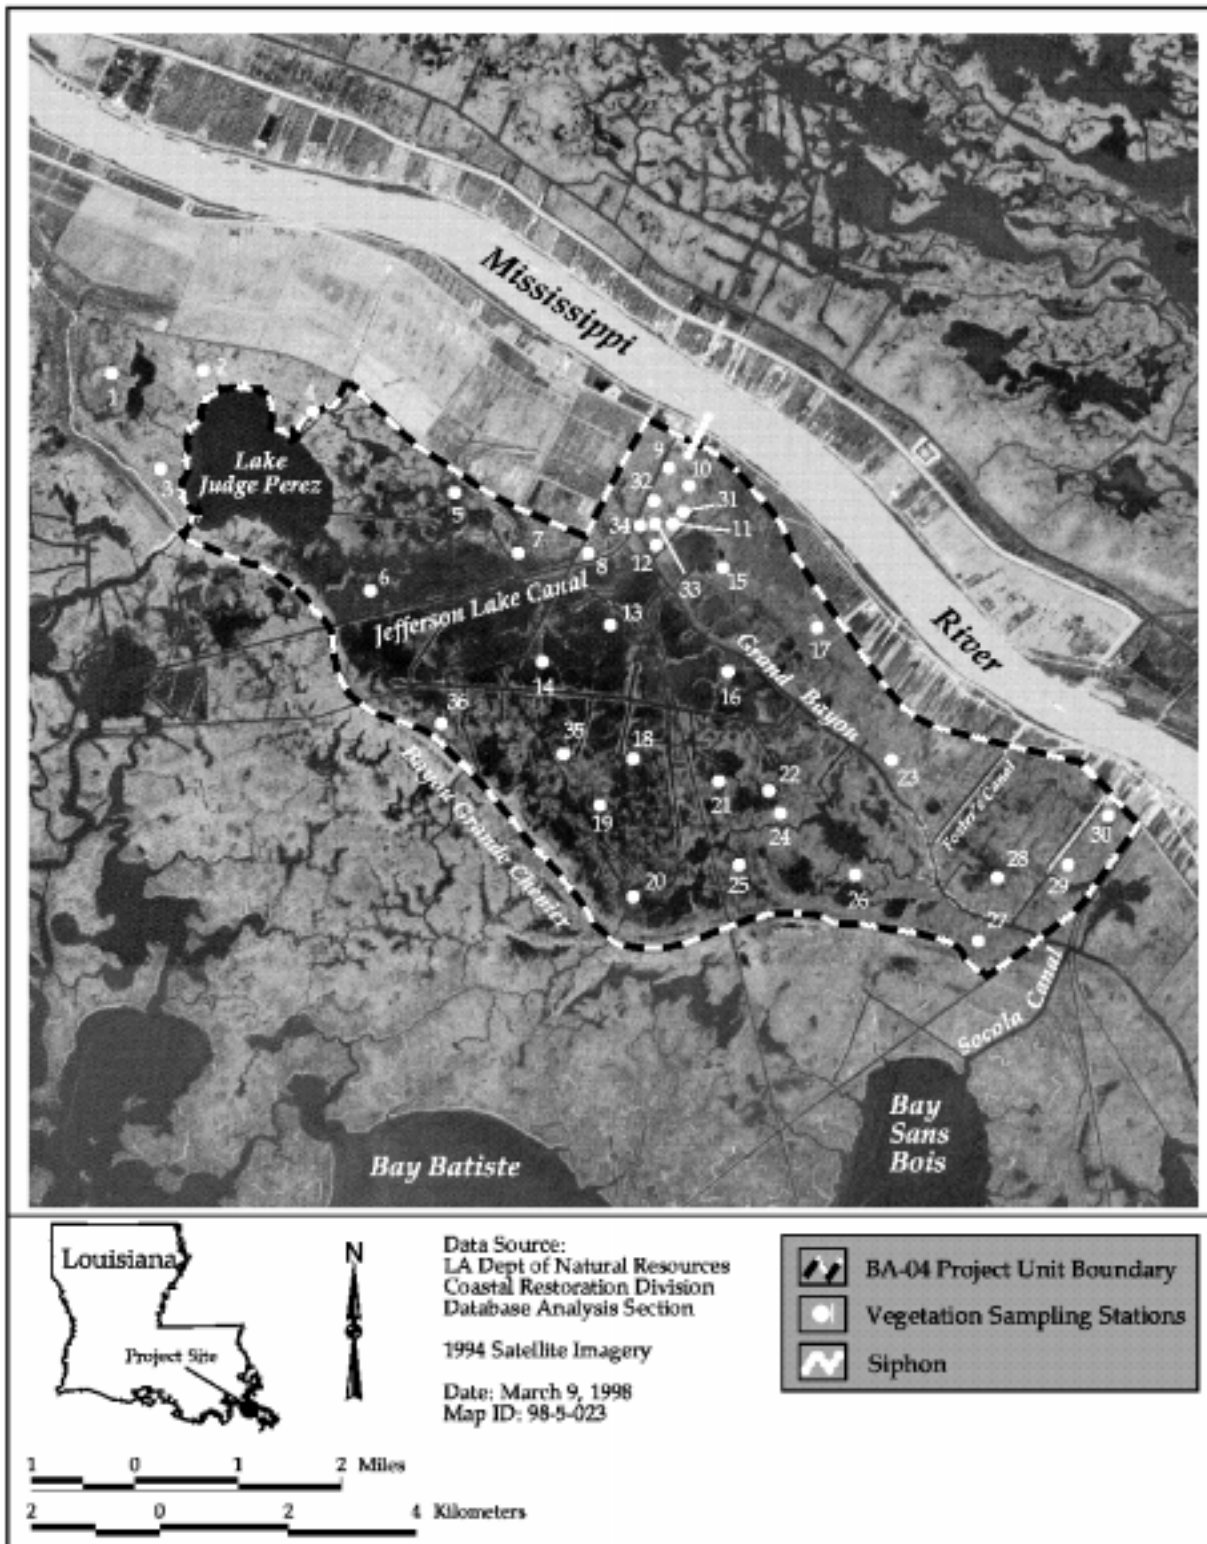 Mississippi
River
1
2
4
3
Lake
Judge Perez
5
6
7
8
9
10
32
31
34
11
12
33
15
Jefferson Lake Canal
13
14
16
17
Grand Bayou
36
35
18
19
20
21
22
23
24
25
26
Foster's Canal
30
28
29
27
Bayou Grande Chenier
Socola Canal
Bay
Sans
Bois
Bay Batiste
Louisiana
Project Site
N
Data Source:
LA Dept of Natural Resources
Coastal Restoration Division
Database Analysis Section
1994 Satellite Imagery
Date: March 9, 1998
Map ID: 98-5-023
BA-04 Project Unit Boundary
Vegetation Sampling Stations
Siphon
1 0 1 2 Miles
2 0 2 4 Kilometers